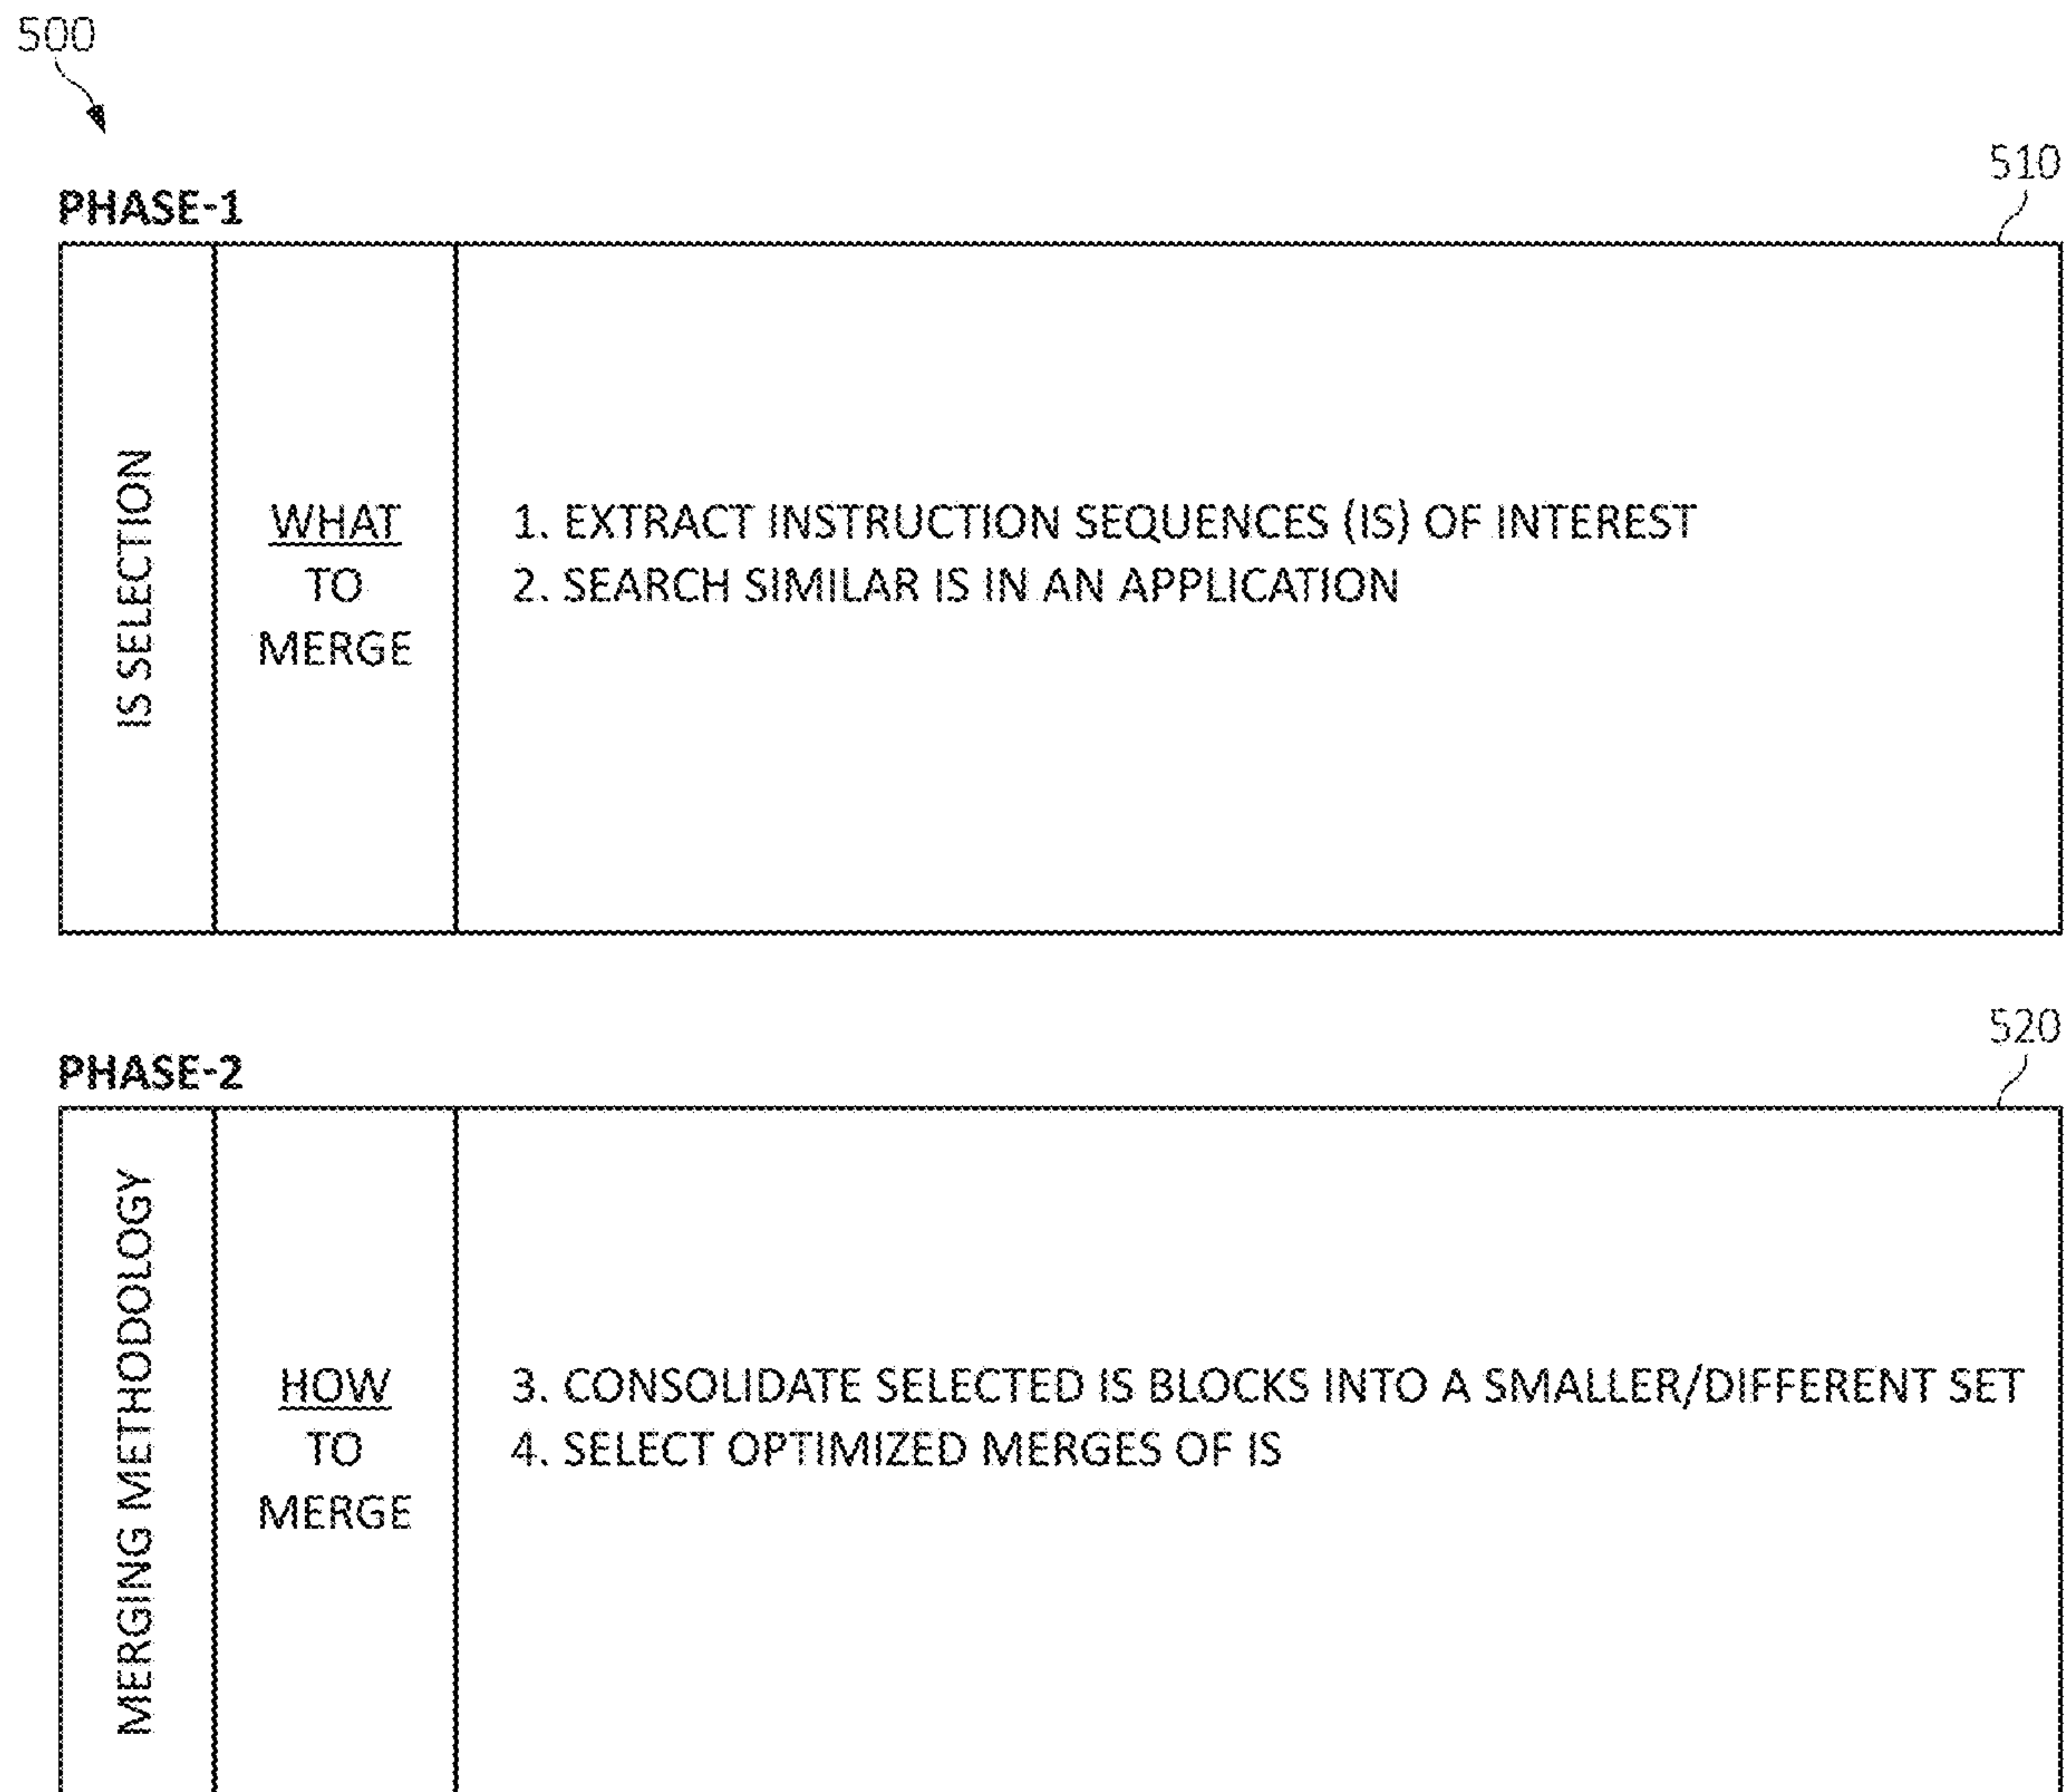 500
510
PHASE-1
IS SELECTION
WHAT
TO
MERGE
1. EXTRACT INSTRUCTION SEQUENCES (IS) OF INTEREST
2. SEARCH SIMILAR IS IN AN APPLICATION
520
PHASE-2
MERGING METHODOLOGY
HOW
TO
MERGE
3. CONSOLIDATE SELECTED IS BLOCKS INTO A SMALLER/DIFFERENT SET
4. SELECT OPTIMIZED MERGES OF IS